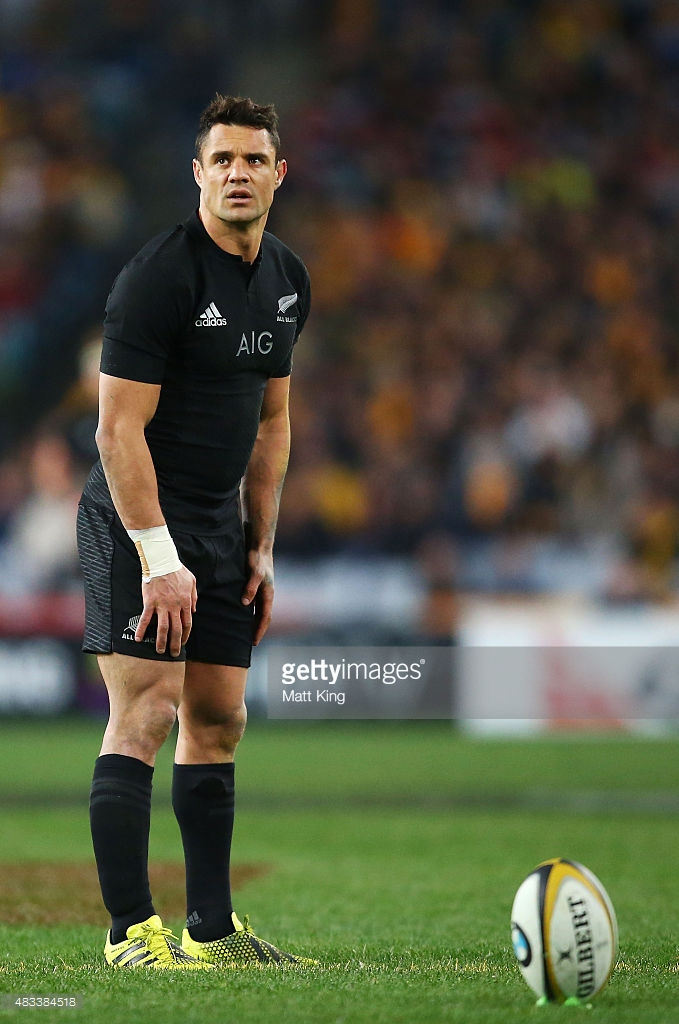 adidas
ALL BLACKS
AIG
gettyimages®
Matt King
GILBERT
483384518